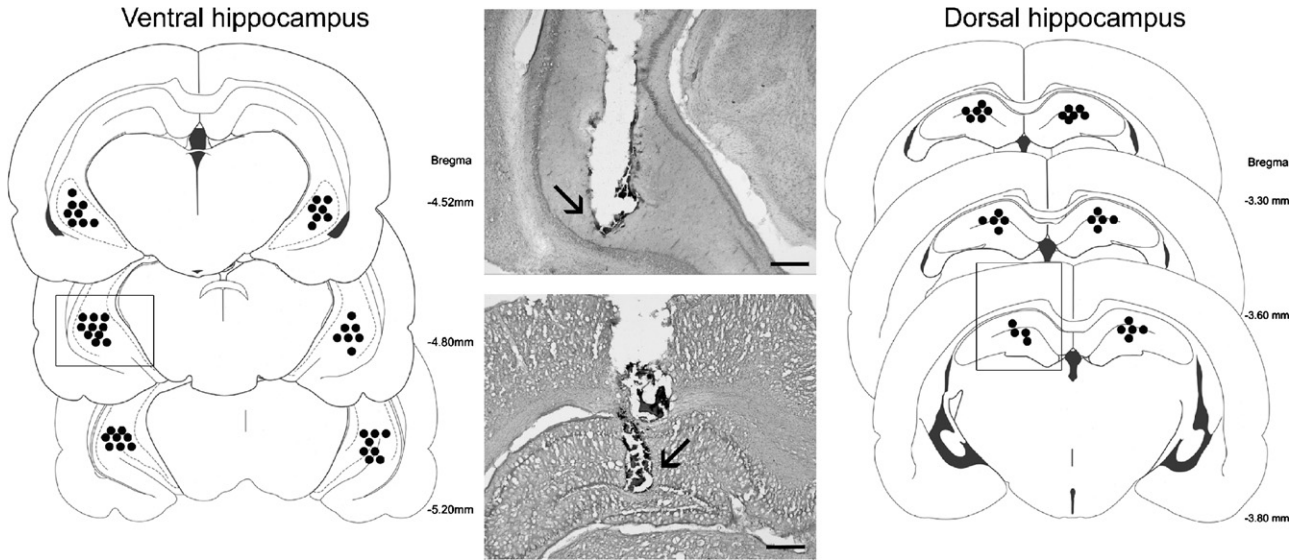 Ventral hippocampus
Bregma
-4.52mm
-4.80mm
-5.20mm
Dorsal hippocampus
Bregma
-3.30 mm
-3.60 mm
-3.80 mm